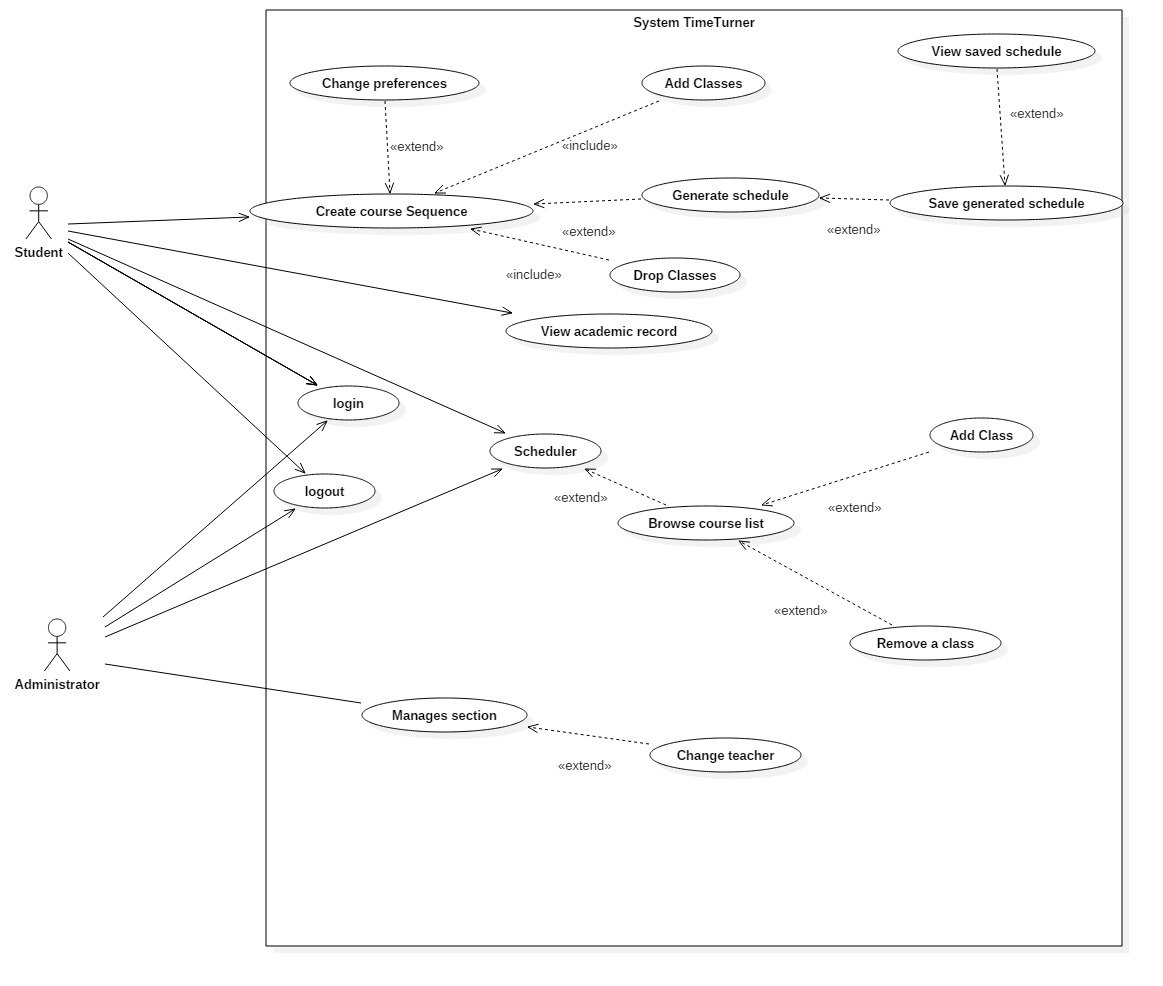 System TimeTurner
View saved schedule
Change preferences
Add Classes
«extend»
«extend»
«include»
Generate schedule
Save generated schedule
Create course Sequence
«extend»
«extend»
Student
«include»
Drop Classes
View academic record
login
Add Class
Scheduler
logout
«extend»
«extend»
Browse course list
«extend»
Remove a class
Administrator
Manages section
Change teacher
«extend»